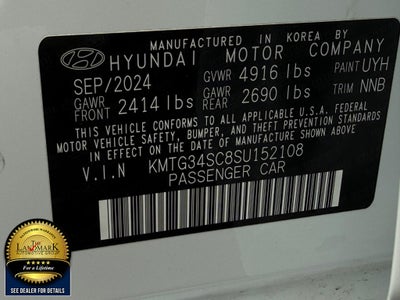 MANUFACTURED IN KOREA BY
HYUNDAI MOTOR COMPANY
SEP/2024 GVWR 4916 lbs PAINT UYH
GAWR FRONT 2414 lbs GAWR REAR 2690 lbs TRIM NNB
THIS VEHICLE CONFORMS TO ALL APPLICABLE U.S.A FEDERAL
MOTOR VEHICLE SAFETY, BUMPER, AND THEFT PREVENTION STANDARDS
IN EFFECT ON THE DATE OF MANUFACTURE SHOWN ABOVE.
V.I.N KMTG34SC8SU152108
PASSENGER CAR
The
LANDMARK
For a Lifetime
SEE DEALER FOR DETAILS